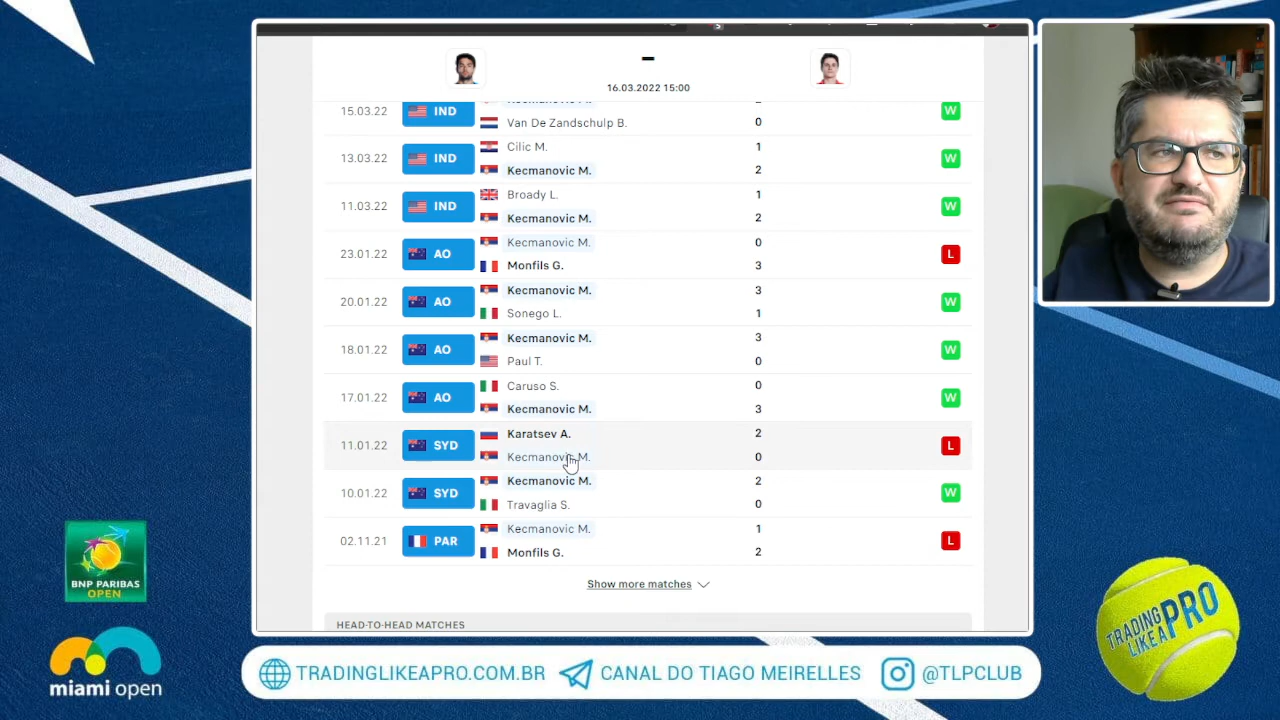 16.03.2022 15:00
15.03.22 IND
Van De Zandschulp B. 0 W
Cilic M. 1
13.03.22 IND W
Kecmanovic M. 2
Broady L. 1
11.03.22 IND W
Kecmanovic M. 2
Kecmanovic M. 0
23.01.22 AO L
Monfils G. 3
Kecmanovic M. 3
20.01.22 AO W
Sonego L. 1
Kecmanovic M. 3
18.01.22 AO W
Paul T. 0
Caruso S. 0
17.01.22 AO W
Kecmanovic M. 3
Karatsev A. 2
11.01.22 SYD L
Kecmanovic M. 0
Kecmanovic M. 2
10.01.22 SYD W
Travaglia S. 0
Kecmanovic M. 1
02.11.21 PAR L
Monfils G. 2
Show more matches
HEAD-TO-HEAD MATCHES
BNP PARIBAS
OPEN
miami open
TRADINGLIKEAPRO.COM.BR CANAL DO TIAGO MEIRELLES @TLPCLUB
TRADING
LIKE A PRO